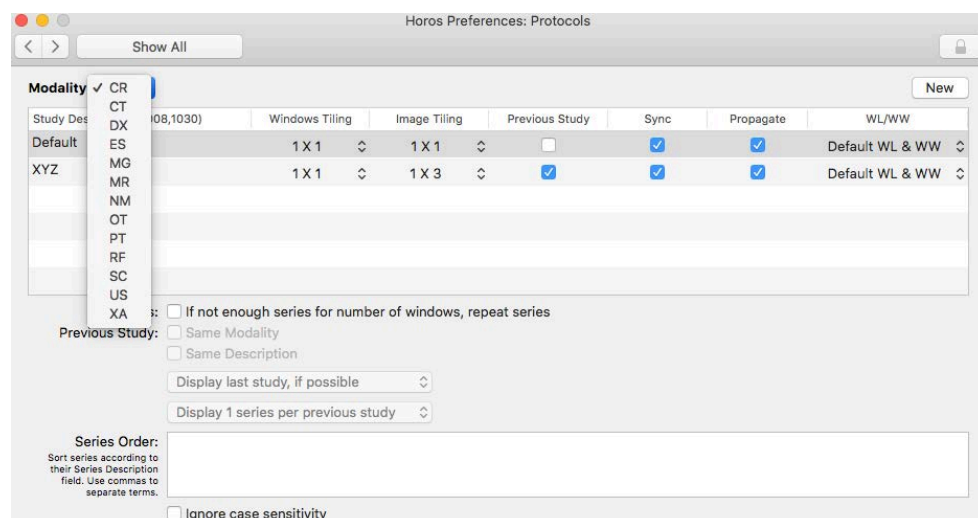 Horos Preferences: Protocols
Show All
Modality ✓ CR
New
CT
DX
ES
MG
MR
NM
OT
PT
RF
SC
US
XA
Study Des 008,1030) Windows Tiling Image Tiling Previous Study Sync Propagate WL/WW
Default 1 X 1 1 X 1 Default WL & WW
XYZ 1 X 1 1 X 3 Default WL & WW
If not enough series for number of windows, repeat series
Previous Study: Same Modality
Same Description
Display last study, if possible
Display 1 series per previous study
Series Order:
Sort series according to
their Series Description
field. Use commas to
separate terms.
Ignore case sensitivity